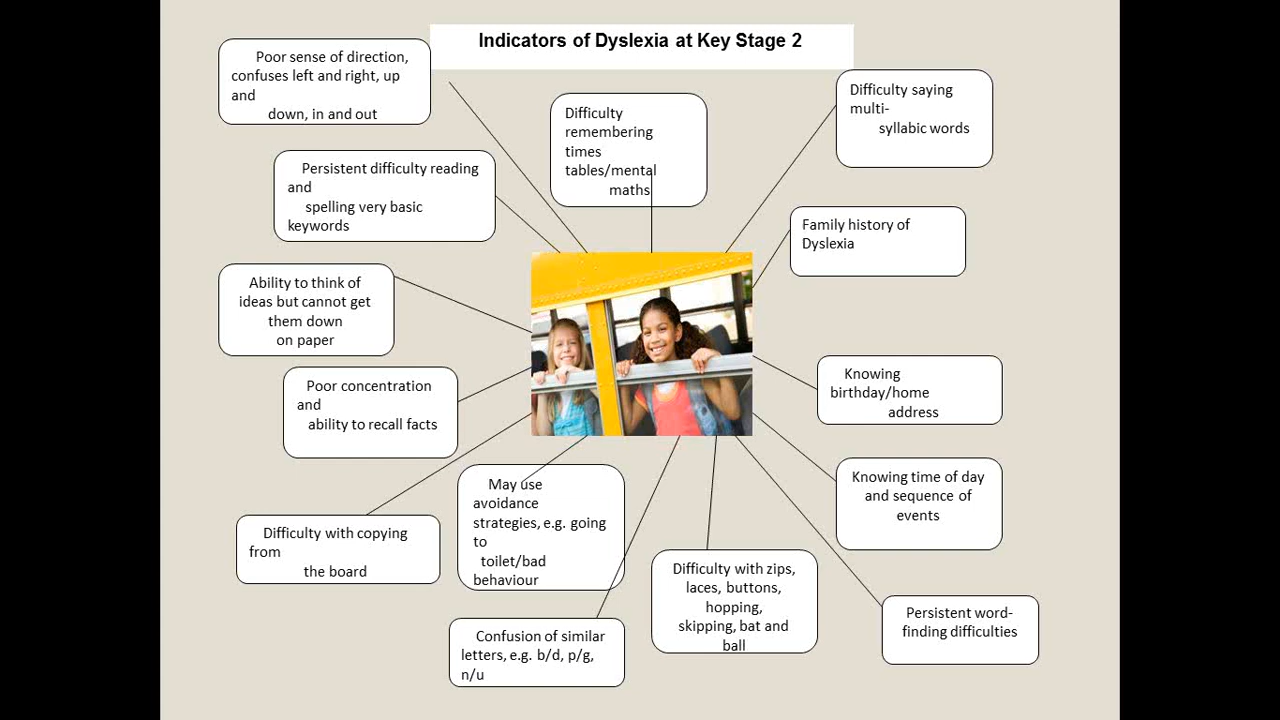 Indicators of Dyslexia at Key Stage 2
Poor sense of direction,
confuses left and right, up
and
down, in and out
Difficulty
remembering
times
tables/mental
maths
Difficulty saying
multi-
syllabic words
Persistent difficulty reading
and
spelling very basic
keywords
Family history of
Dyslexia
Ability to think of
ideas but cannot get
them down
on paper
Poor concentration
and
ability to recall facts
Knowing
birthday/home
address
Knowing time of day
and sequence of
events
May use
avoidance
strategies, e.g. going
to
toilet/bad
behaviour
Difficulty with copying
from
the board
Difficulty with zips,
laces, buttons,
hopping,
skipping, bat and
ball
Persistent word-
finding difficulties
Confusion of similar
letters, e.g. b/d, p/g,
n/u